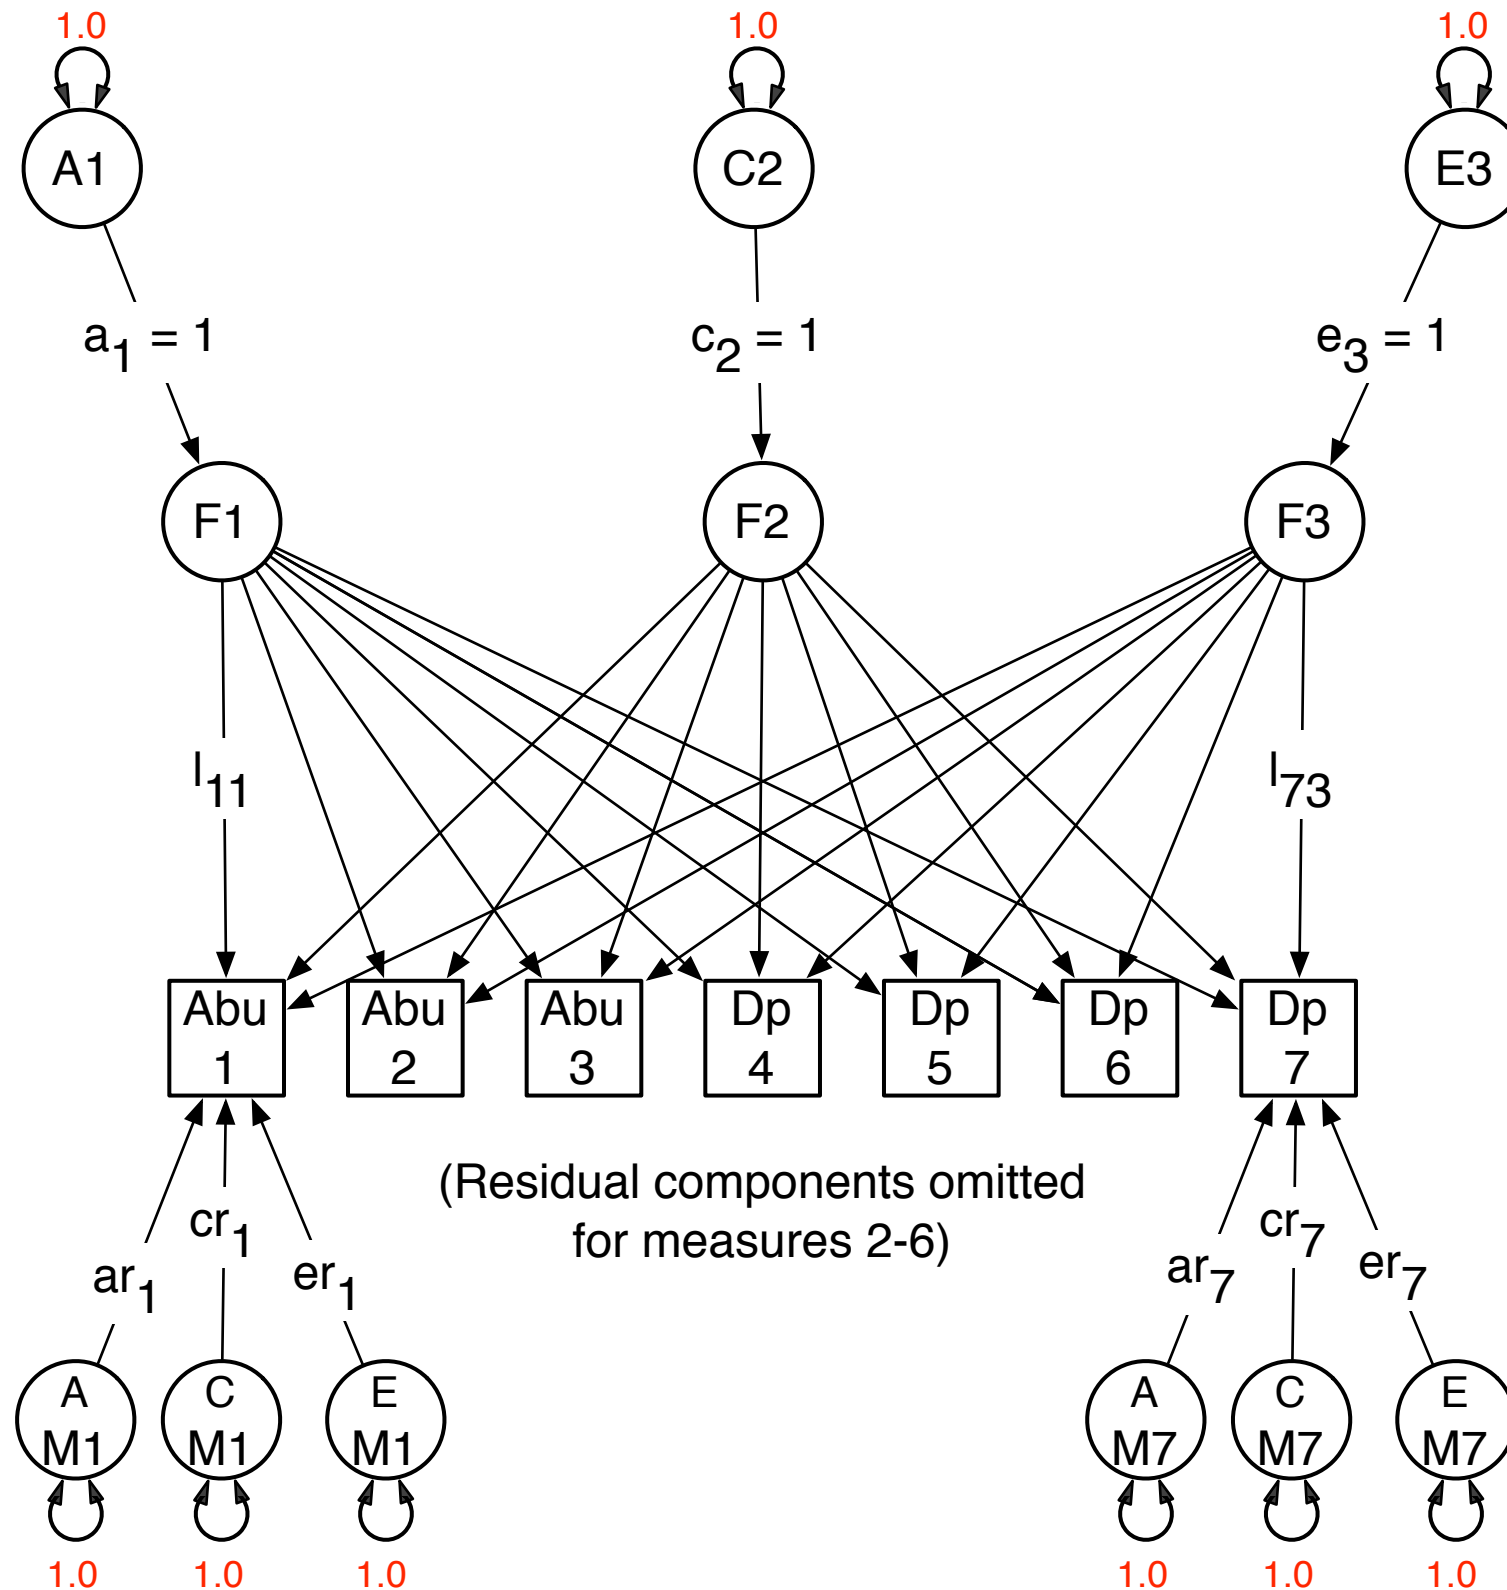 1.0 1.0 1.0
A1 C2 E3
a1 = 1 c2 = 1 e3 = 1
F1 F2 F3
l11 l73
Abu Abu Abu Dp Dp Dp Dp
1 2 3 4 5 6 7
(Residual components omitted
for measures 2-6)
cr1 cr7
ar1 er1 ar7 er7
A C E A C E
M1 M1 M1 M7 M7 M7
1.0 1.0 1.0 1.0 1.0 1.0